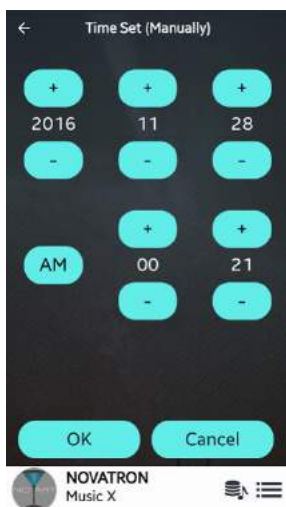 ← Time Set (Manually)
+ + +
2016 11 28
- - -
+ +
AM 00 21
- -
OK Cancel
NOVATRON
Music X